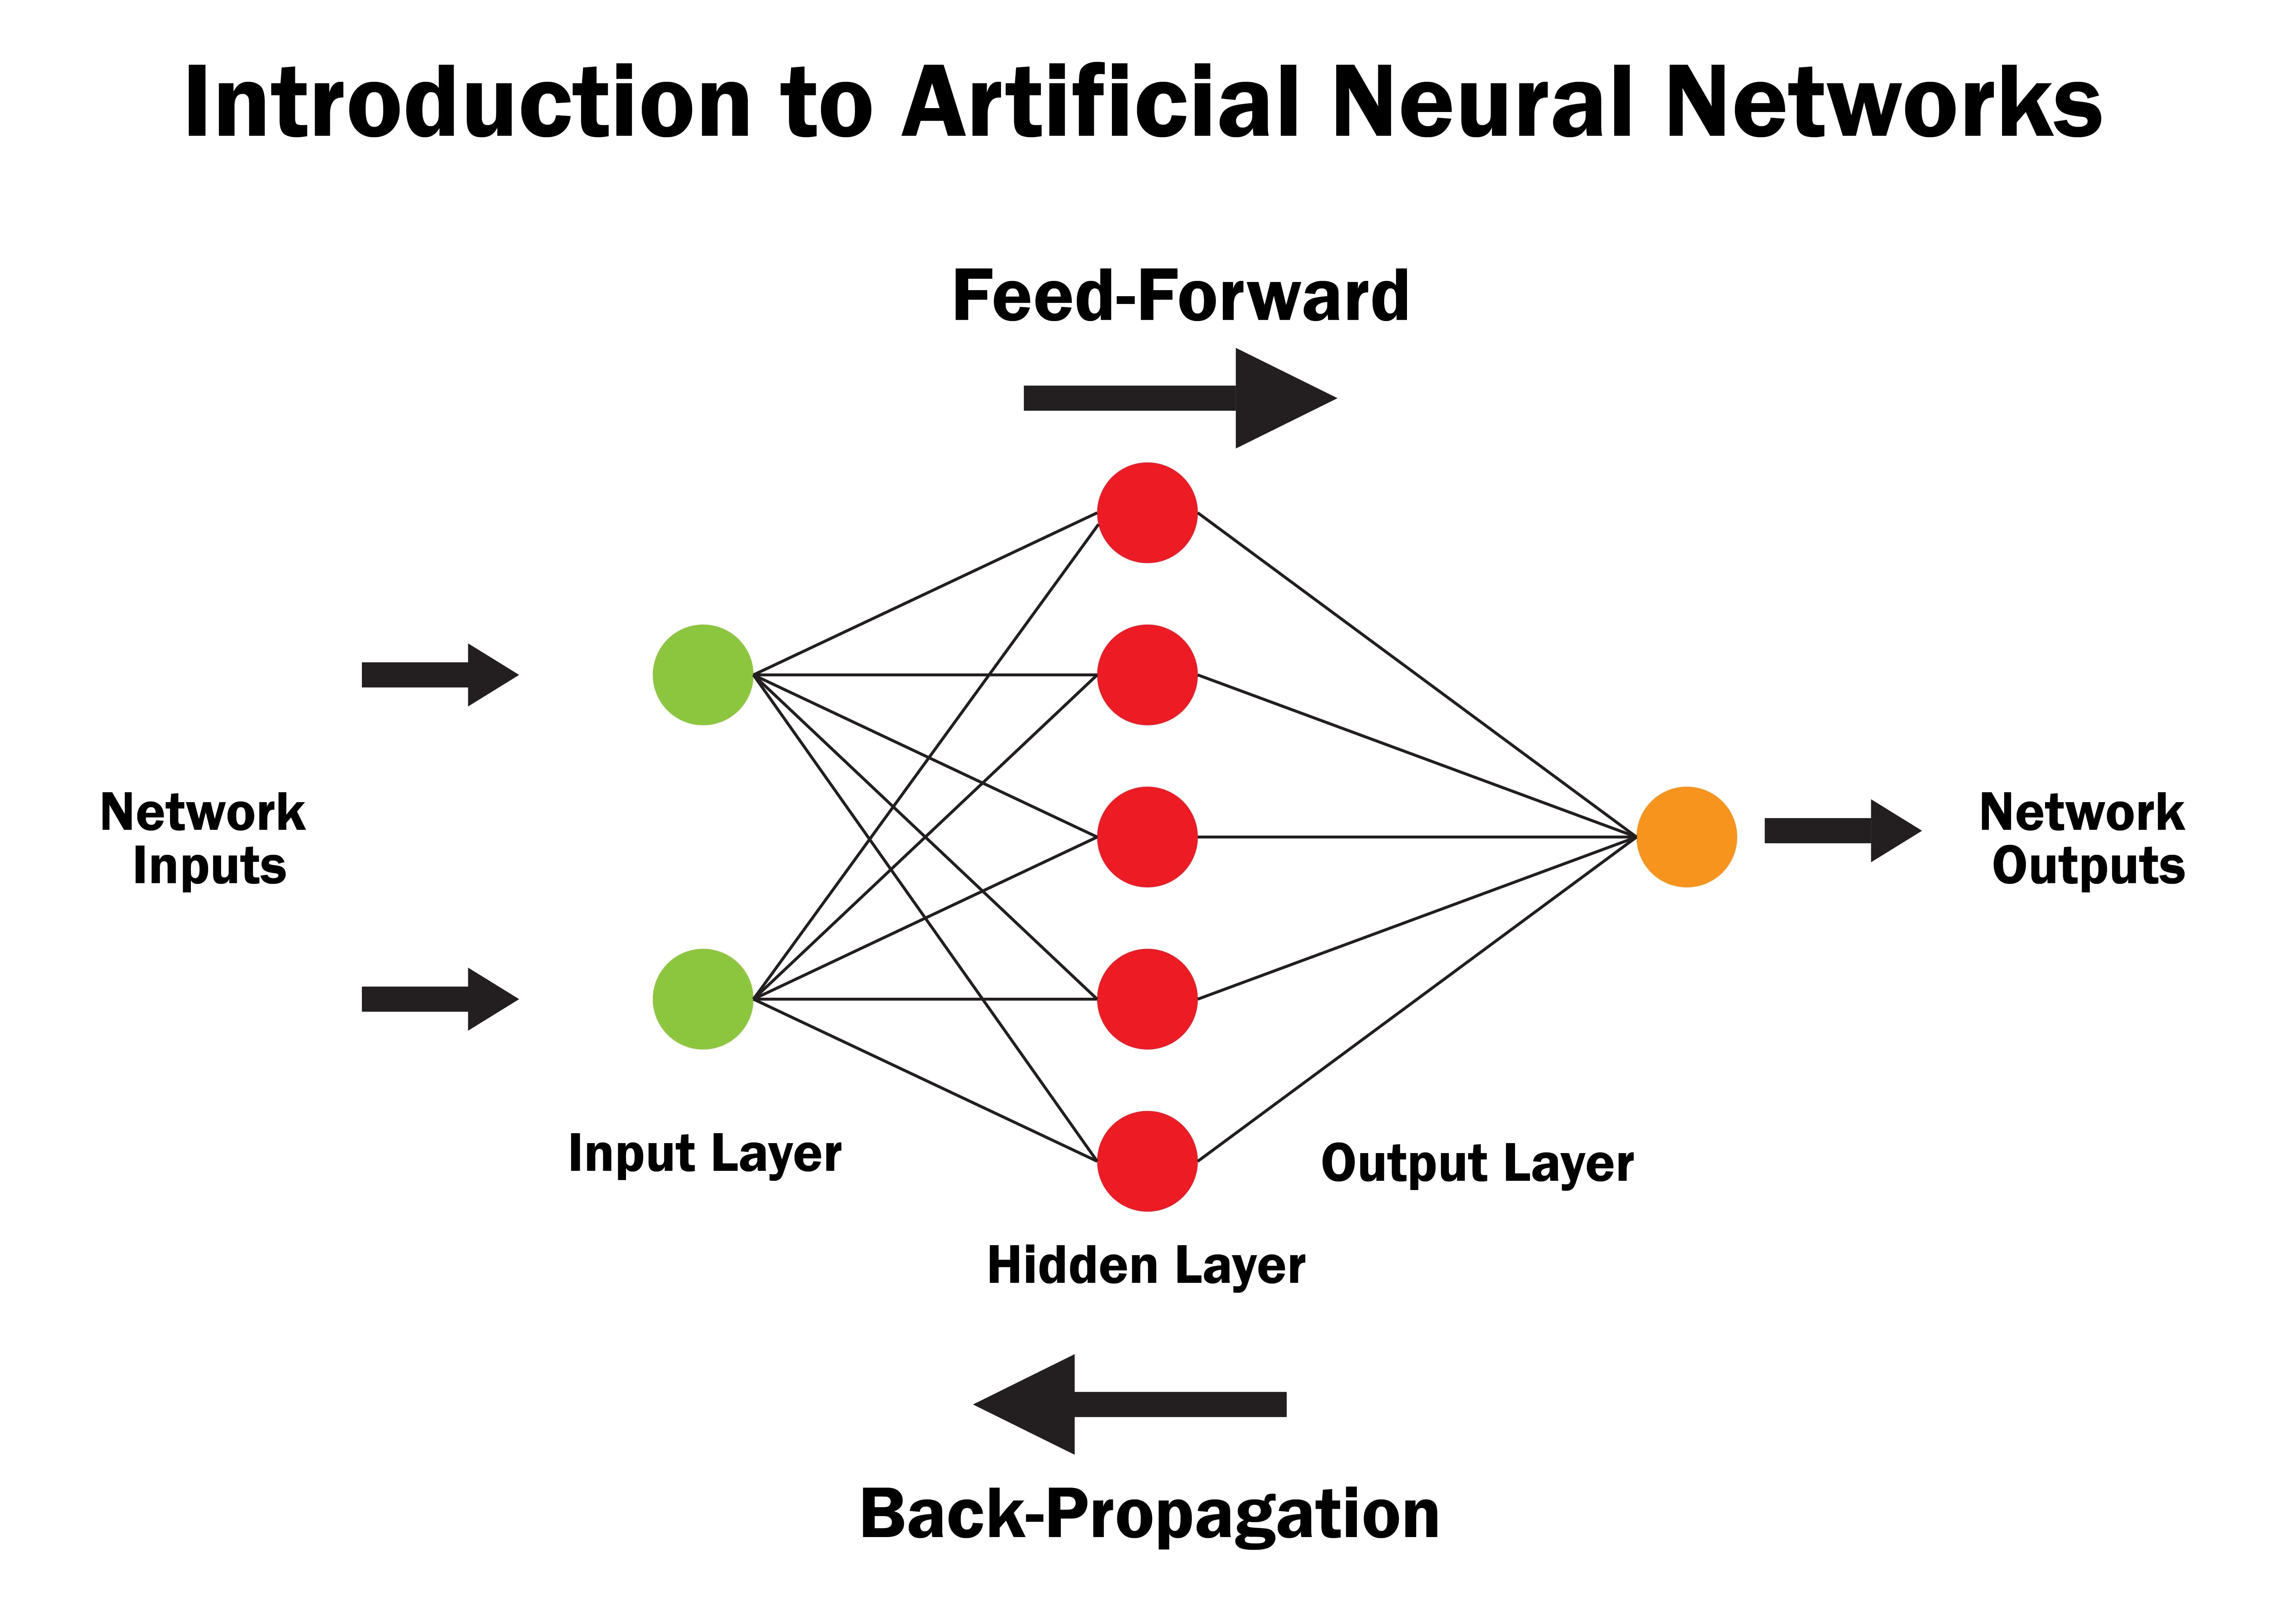 Introduction to Artificial Neural Networks
Feed-Forward
Network
Inputs
Network
Outputs
Input Layer
Output Layer
Hidden Layer
Back-Propagation